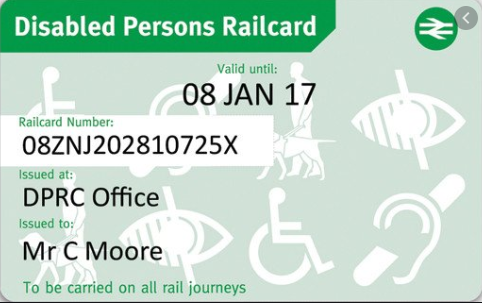 Disabled Persons Railcard
Valid until:
08 JAN 17
Railcard Number:
08ZNJ202810725X
Issued at:
DPRC Office
Issued to:
Mr C Moore
To be carried on all rail journeys